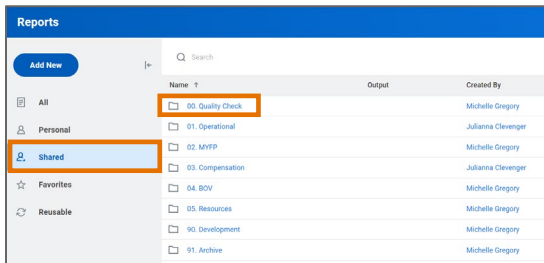 Reports
Add New
Search
Name Output Created By
All
Personal
Shared
Favorites
Reusable
00. Quality Check Michelle Gregory
01. Operational Julianna Clevenger
02. MYFP Michelle Gregory
03. Compensation Julianna Clevenger
04. BOV Michelle Gregory
05. Resources Michelle Gregory
90. Development Michelle Gregory
91. Archive Michelle Gregory